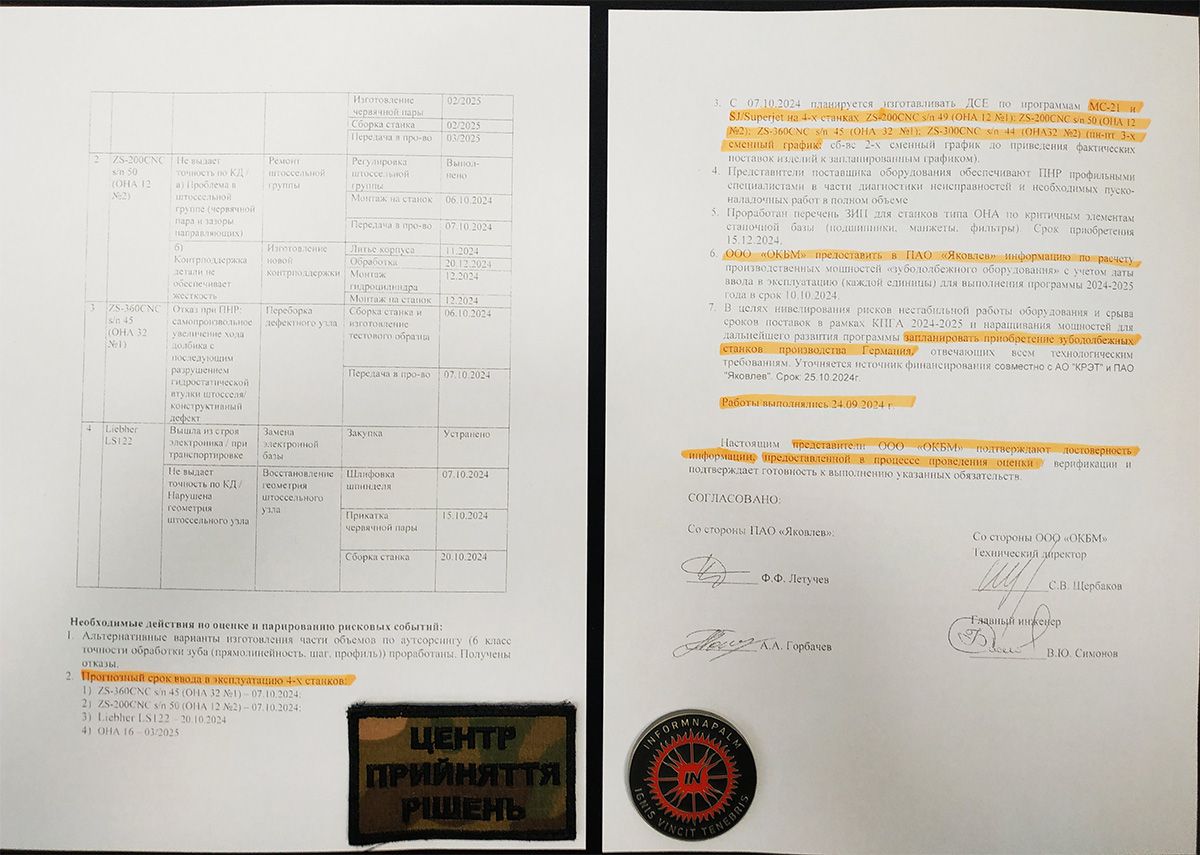 Изготовление
червячной пары
02/2025
Сборка станка
02/2025
Передача в про-во
03/2025
2
ZS-200CNC
s/n 50
(ОНА 12
№2)
Не выдает
точность по КД /
а) Проблема в
штоссельной
группе (червячной
пара и зазоры
направляющих)
Ремонт
штоссельной
группы
Регулировка
штоссельной
группы
Выпол-
нено
Монтаж на станок
06.10.2024
Передача в про-во
07.10.2024
б)
Контрподдержка
детали не
обеспечивает
жесткость
Изготовление
новой
контрподдержки
Литье корпуса
11.2024
Обработка
20.12.2024
Монтаж
гидроцилиндра
12.2024
Монтаж на станок
12.2024
3
ZS-360CNC
s/n 45
(ОНА 32
№1)
Отказ при ПНР:
самопроизвольное
увеличение хода
долбяка с
последующим
разрушением
гидростатической
втулки штосселя/
конструктивный
дефект
Переборка
дефектного узла
Сборка станка и
изготовление
тестового образца
06.10.2024
Передача в про-во
07.10.2024
4
Liebher
LS122
Вышла из строя
электроника / при
транспортировке
Замена
электронной
базы
Закупка
Устранено
Не выдает
точность по КД /
Нарушена
геометрия
штоссельного узла
Восстановление
геометрия
штоссельного
узла
Шлифовка
шпинделя
07.10.2024
Прикатка
червячной пары
15.10.2024
Сборка станка
20.10.2024
Необходимые действия по оценке и парированию рисковых событий:
1. Альтернативные варианты изготовления части объемов по аутсорсингу (6 класс
точности обработки зуба (прямолинейность, шаг, профиль)) проработаны. Получены
отказы.
2. Прогнозный срок ввода в эксплуатацию 4-х станков:
1) ZS-360CNC s/n 45 (ОНА 32 №1) – 07.10.2024;
2) ZS-200CNC s/n 50 (ОНА 12 №2) – 07.10.2024;
3) Liebher LS122 – 20.10.2024
4) ОНА 16 – 03/2025
ЦЕНТР
ПРИЙНЯТТЯ
РІШЕНЬ
3. С 07.10.2024 планируется изготавливать ДСЕ по программам МС-21 и
SJ/Superjet на 4-х станках, ZS-200CNC s/n 49 (ОНА 12 №1); ZS-200CNC s/n 50 (ОНА 12
№2); ZS-360CNC s/n 45 (ОНА 32 №1); ZS-300CNC s/n 44 (ОНА32 №2) (пн-пт 3-х
сменный график; сб-вс 2-х сменный график до приведения фактических
поставок изделий к запланированным графиком).
4. Представители поставщика оборудования обеспечивают ПНР профильными
специалистами в части диагностики неисправностей и необходимых пуско-
наладочных работ в полном объеме
5. Проработан перечень ЗИП для станков типа ОНА по критичным элементам
станочной базы (подшипники, манжеты, фильтры) Срок приобретения
15.12.2024.
6. ООО «ОКБМ» предоставить в ПАО «Яковлев» информацию по расчету
производственных мощностей «зубодолбежного оборудования» с учетом даты
ввода в эксплуатацию (каждой единицы) для выполнения программы 2024-2025
года в срок 10.10.2024.
7. В целях нивелирования рисков нестабильной работы оборудования и срыва
сроков поставок в рамках КПГА 2024-2025 и наращивания мощностей для
дальнейшего развития программы запланировать приобретение зубодолбежных
станков производства Германия, отвечающих всем технологическим
требованиям. Уточняется источник финансирования совместно с АО "КРЭТ" и ПАО
"Яковлев". Срок: 25.10.2024г.
Работы выполнялись 24.09.2024 г.
Настоящим представители ООО «ОКБМ» подтверждают достоверность
информации, предоставленной в процессе проведения оценки / верификации и
подтверждает готовность к выполнению указанных обязательств.
СОГЛАСОВАНО:
Со стороны ПАО «Яковлев»:
Ф.Ф. Летучев
А.А. Горбачев
Со стороны ООО «ОКБМ»
Технический директор
С.В. Щербаков
Главный инженер
В.Ю. Симонов
INFORMNAPALM
IN
IGNIS VINCIT TENEBRIS